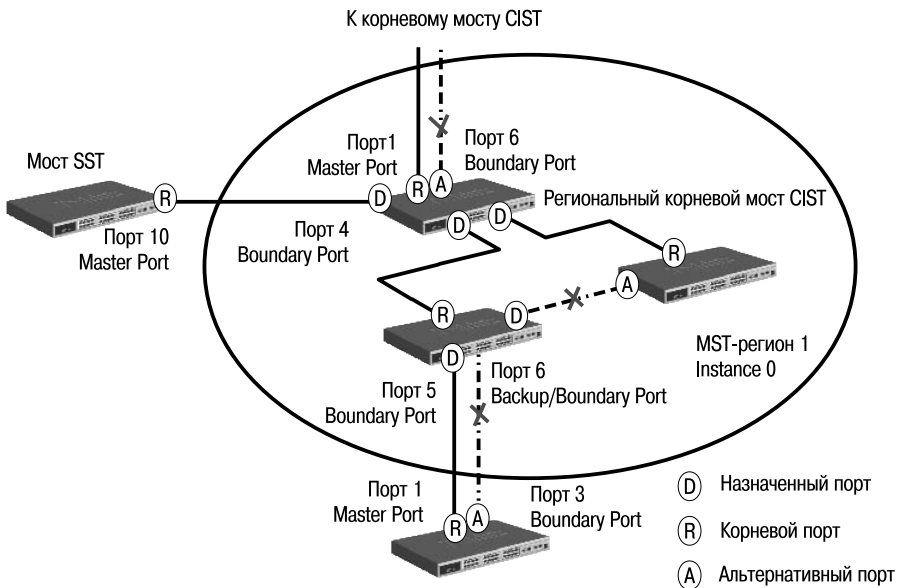 К корневому мосту CIST
Порт1
Master Port
Порт 6
Boundary Port
Мост SST
R
D
R
A
Региональный корневой мост CIST
Порт 10
Master Port
Порт 4
Boundary Port
D
D
R
A
R
D
D
MST-регион 1
Instance 0
Порт 5
Boundary Port
Порт 6
Backup/Boundary Port
Порт 1
Master Port
Порт 3
Boundary Port
R
A
D Назначенный порт
R Корневой порт
A Альтернативный порт